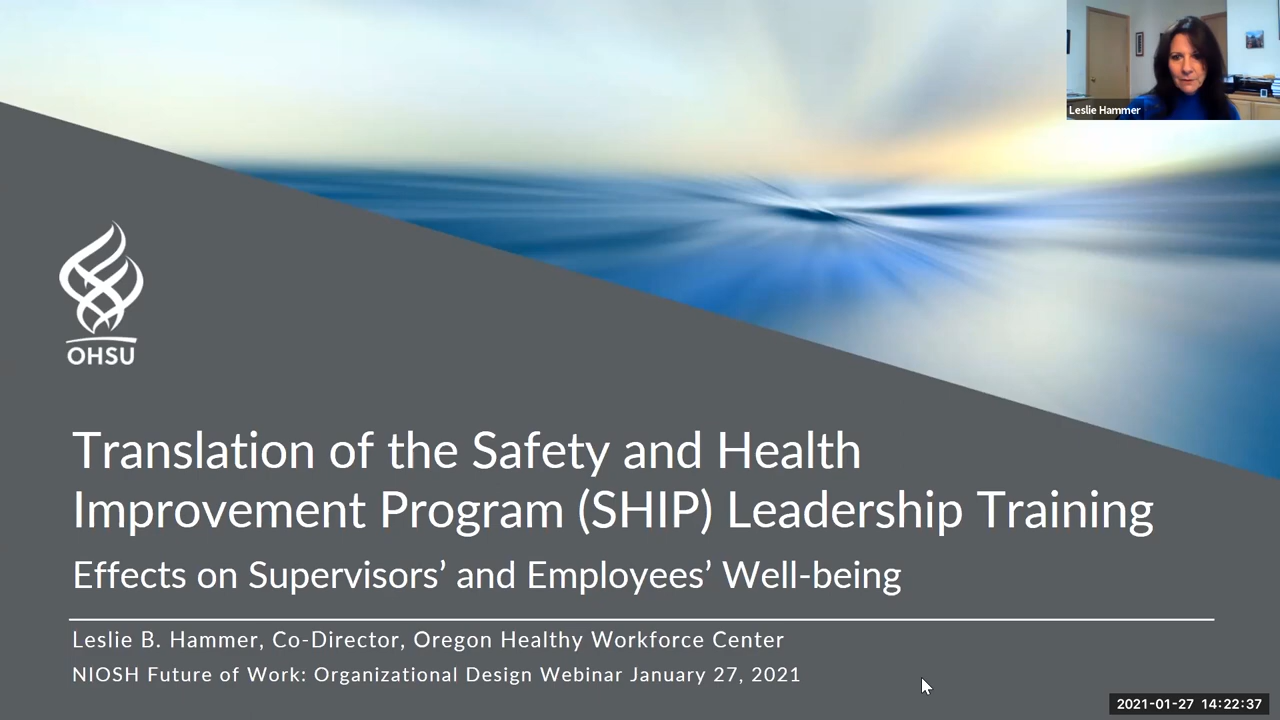 Leslie Hammer
OHSU
Translation of the Safety and Health
Improvement Program (SHIP) Leadership Training
Effects on Supervisors’ and Employees’ Well-being
Leslie B. Hammer, Co-Director, Oregon Healthy Workforce Center
NIOSH Future of Work: Organizational Design Webinar January 27, 2021
2021-01-27 14:22:37